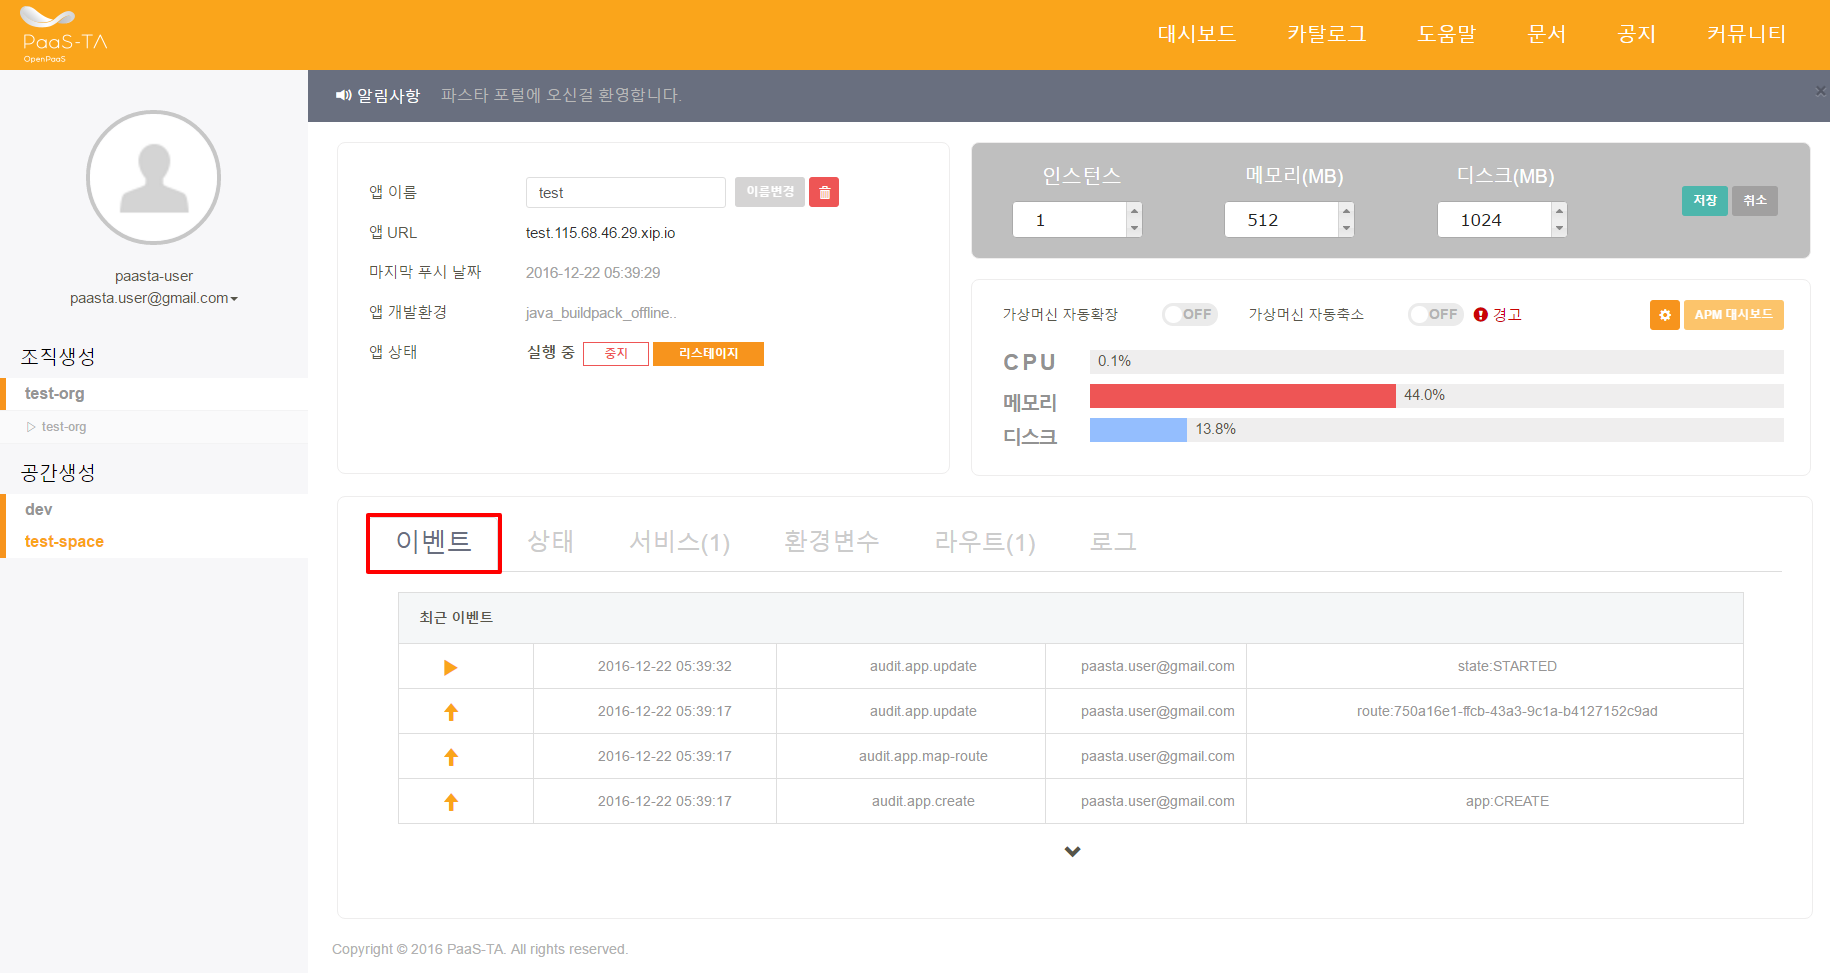 PaaS-TA
OpenPaaS
대시보드 카탈로그 도움말 문서 공지 커뮤니티
알림사항 파스타 포털에 오신걸 환영합니다.
×
paasta-user
paasta.user@gmail.com
조직생성
test-org
test-org
공간생성
dev
test-space
앱 이름 test 이름변경
앱 URL test.115.68.46.29.xip.io
마지막 푸시 날짜 2016-12-22 05:39:29
앱 개발환경 java_buildpack_offline..
앱 상태 실행 중 중지 리스테이지
인스턴스 메모리(MB) 디스크(MB)
1 512 1024 저장 취소
가상머신 자동확장 OFF 가상머신 자동축소 OFF 경고 APM 대시보드
CPU 0.1%
메모리 44.0%
디스크 13.8%
이벤트 상태 서비스(1) 환경변수 라우트(1) 로그
최근 이벤트
2016-12-22 05:39:32 audit.app.update paasta.user@gmail.com state:STARTED
2016-12-22 05:39:17 audit.app.update paasta.user@gmail.com route:750a16e1-ffcb-43a3-9c1a-b4127152c9ad
2016-12-22 05:39:17 audit.app.map-route paasta.user@gmail.com
2016-12-22 05:39:17 audit.app.create paasta.user@gmail.com app:CREATE
Copyright © 2016 PaaS-TA. All rights reserved.